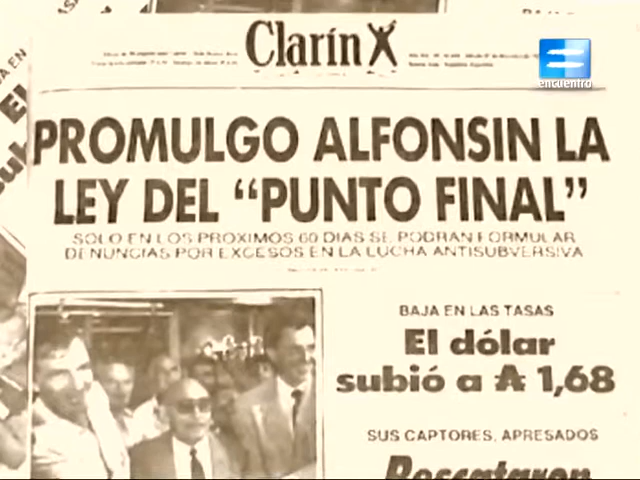 Clarín
encuentro
PROMULGO ALFONSIN LA
LEY DEL "PUNTO FINAL"
SOLO EN LOS PROXIMOS 60 DIAS SE PODRAN FORMULAR
DENUNCIAS POR EXCESOS EN LA LUCHA ANTISUBVERSIVA
BAJA EN LAS TASAS
El dólar
subió a ₳ 1,68
SUS CAPTORES, APRESADOS
Rescataron